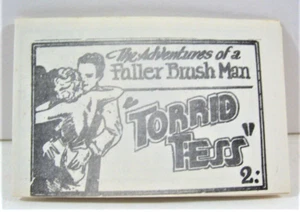 The Adventures of a
Fuller Brush Man
"TORRID
TESS"
2: